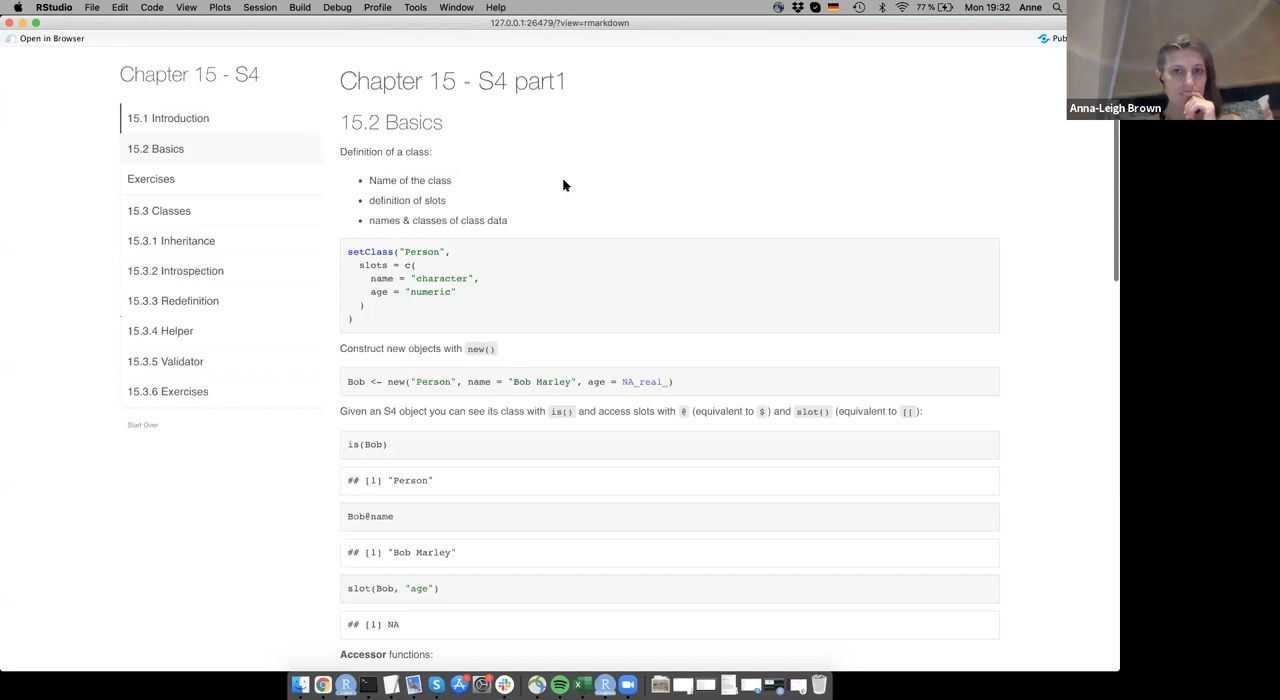 RStudio File Edit Code View Plots Session Build Debug Profile Tools Window Help 77% Mon 19:32 Anne
127.0.0.1:26479/?view=rmarkdown
Open in Browser
Pub
Anna-Leigh Brown
Chapter 15 - S4
15.1 Introduction
15.2 Basics
Exercises
15.3 Classes
15.3.1 Inheritance
15.3.2 Introspection
15.3.3 Redefinition
15.3.4 Helper
15.3.5 Validator
15.3.6 Exercises
Start Over
Chapter 15 - S4 part1
15.2 Basics
Definition of a class:
• Name of the class
• definition of slots
• names & classes of class data
setClass("Person",
slots = c(
name = "character",
age = "numeric"
)
)
Construct new objects with new()
Bob <- new("Person", name = "Bob Marley", age = NA_real_)
Given an S4 object you can see its class with is() and access slots with @ (equivalent to $) and slot() (equivalent to [[):
is(Bob)
## [1] "Person"
Bob@name
## [1] "Bob Marley"
slot(Bob, "age")
## [1] NA
Accessor functions: